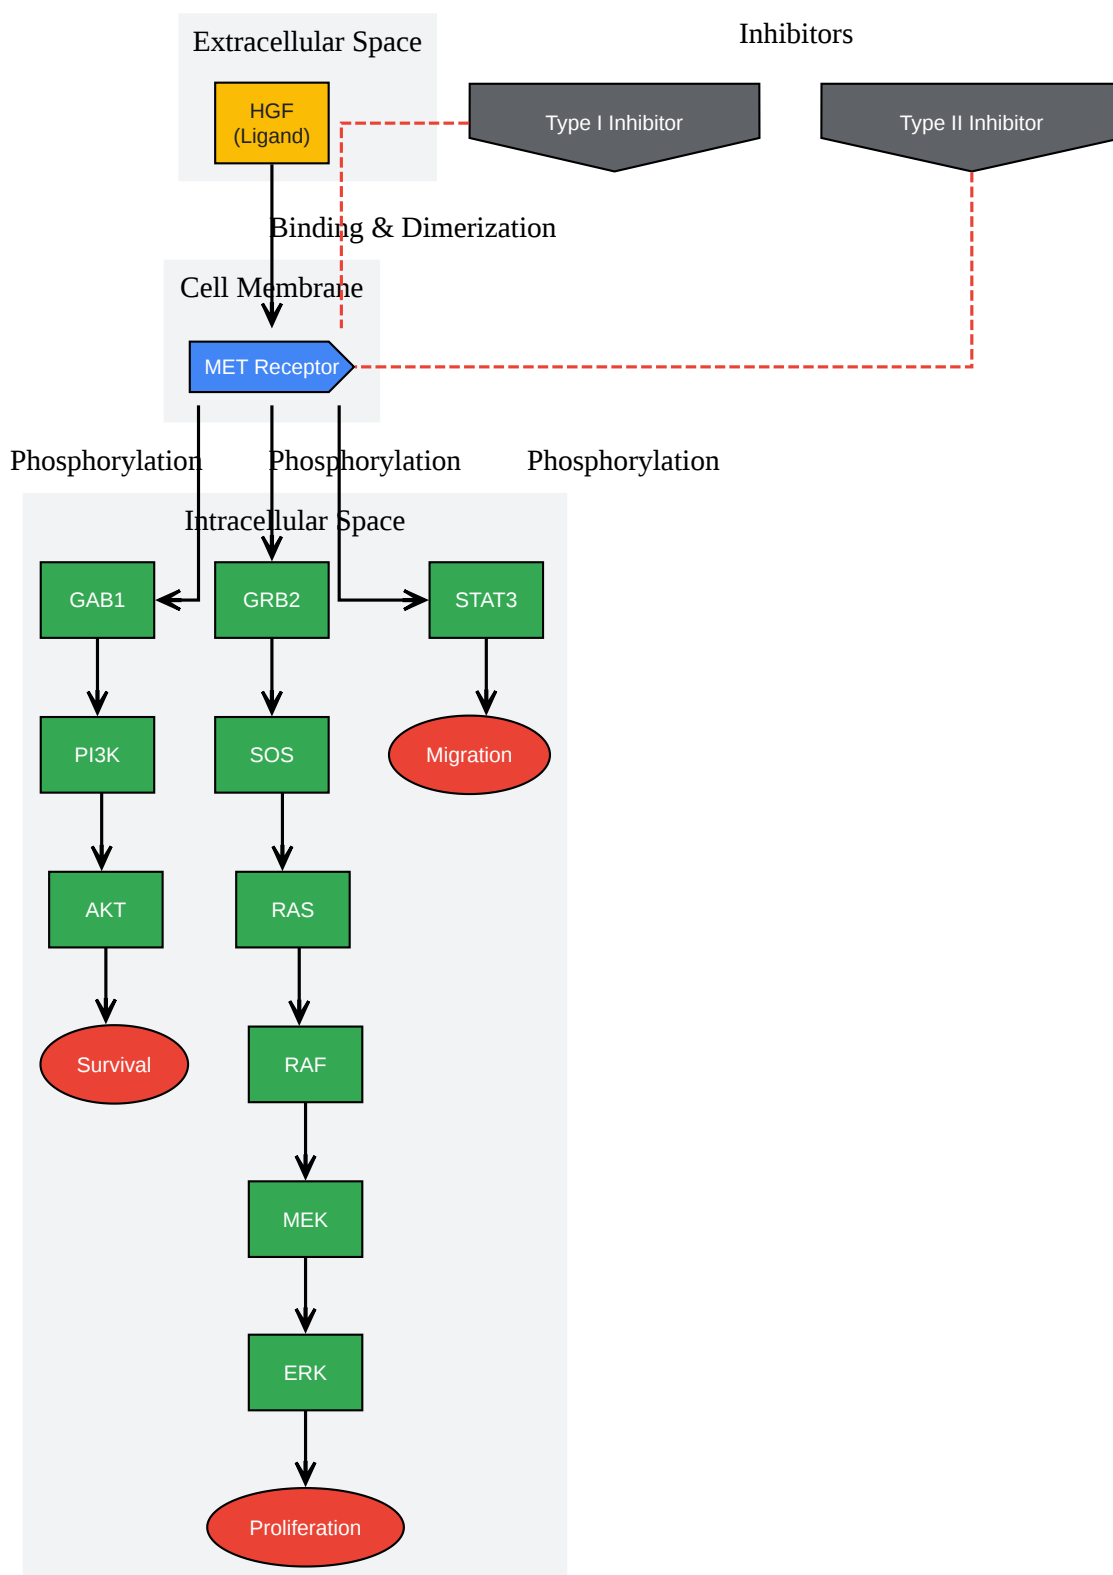 Extracellular Space
Inhibitors
HGF
(Ligand)
Type I Inhibitor
Type II Inhibitor
Binding & Dimerization
Cell Membrane
MET Receptor
Phosphorylation
Phosphorylation
Phosphorylation
Intracellular Space
GAB1
GRB2
STAT3
PI3K
SOS
Migration
AKT
RAS
Survival
RAF
MEK
ERK
Proliferation